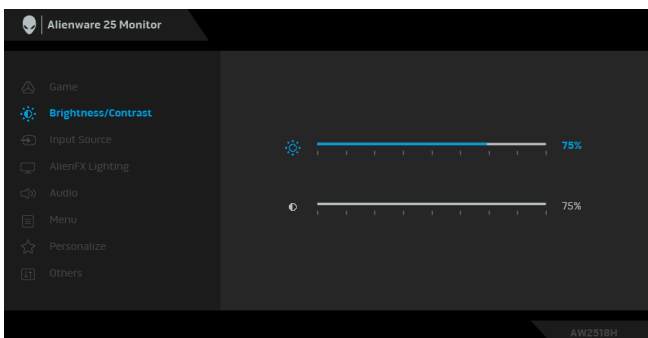 Alienware 25 Monitor
Game
Brightness/Contrast
Input Source
AlienFX Lighting
Audio
Menu
Personalize
Others
75%
75%
AW2518H